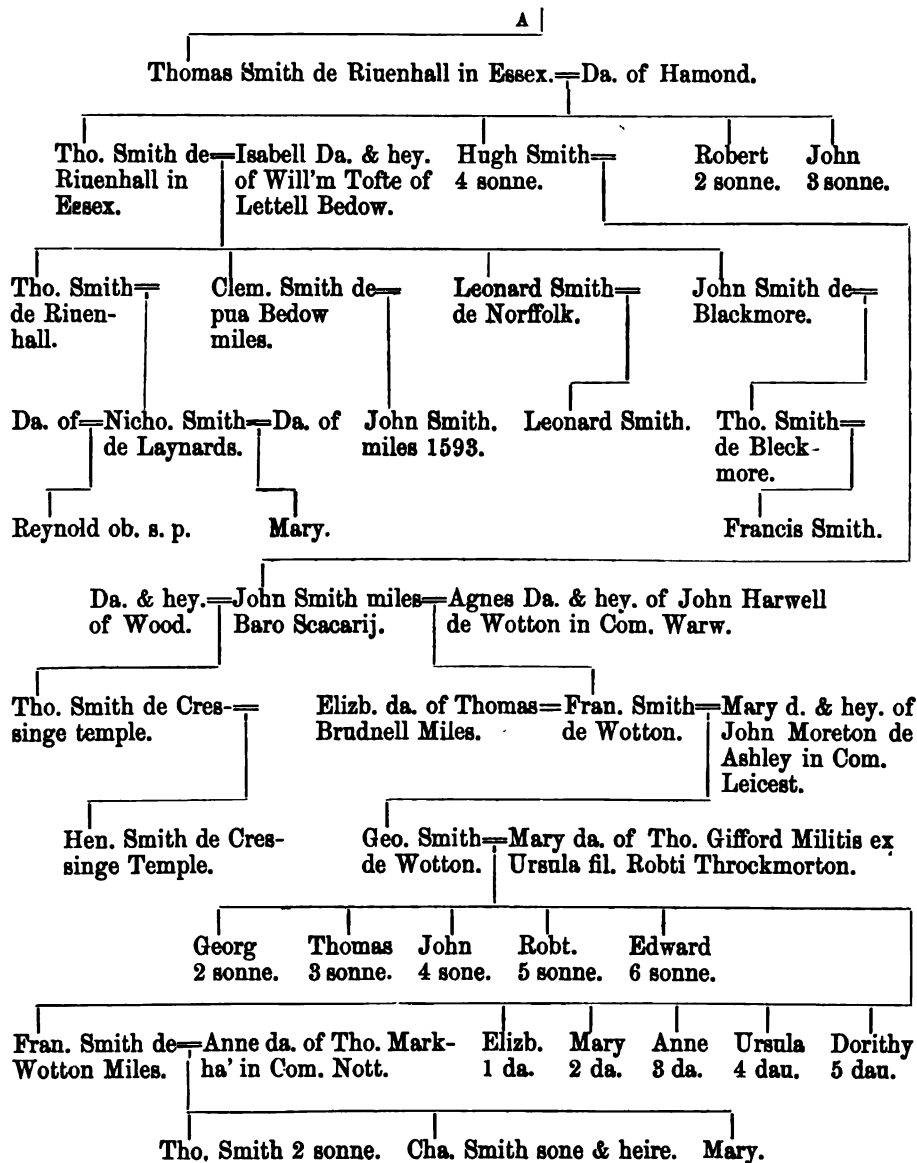 A
Thomas Smith de Riuenhall in Essex.=Da. of Hamond.
Tho. Smith de=Isabell Da. & hey. Hugh Smith= Robert John
Riuenhall in of Will'm Tofte of 4 sonne. 2 sonne. 3 sonne.
Essex. Lettell Bedow.
Tho. Smith= Clem. Smith de= Leonard Smith= John Smith de=
de Riuen- pua Bedow de Norffolk. Blackmore.
hall. miles.
Da. of=Nicho. Smith=Da. of John Smith. Leonard Smith. Tho. Smith=
de Laynards. miles 1593. de Bleck-
more.
Reynold ob. s. p. Mary. Francis Smith.
Da. & hey.=John Smith miles=Agnes Da. & hey. of John Harwell
of Wood. Baro Scacarij. de Wotton in Com. Warw.
Tho. Smith de Cres-= Elizb. da. of Thomas=Fran. Smith=Mary d. & hey. of
singe temple. Brudnell Miles. de Wotton. John Moreton de
Ashley in Com.
Leicest.
Hen. Smith de Cres- Geo. Smith=Mary da. of Tho. Gifford Militis ex
singe Temple. de Wotton. Ursula fil. Robti Throckmorton.
Georg Thomas John Robt. Edward
2 sonne. 3 sonne. 4 sone. 5 sonne. 6 sonne.
Fran. Smith de=Anne da. of Tho. Mark- Elizb. Mary Anne Ursula Dorithy
Wotton Miles. ha' in Com. Nott. 1 da. 2 da. 3 da. 4 dau. 5 dau.
Tho. Smith 2 sonne. Cha. Smith sone & heire. Mary.